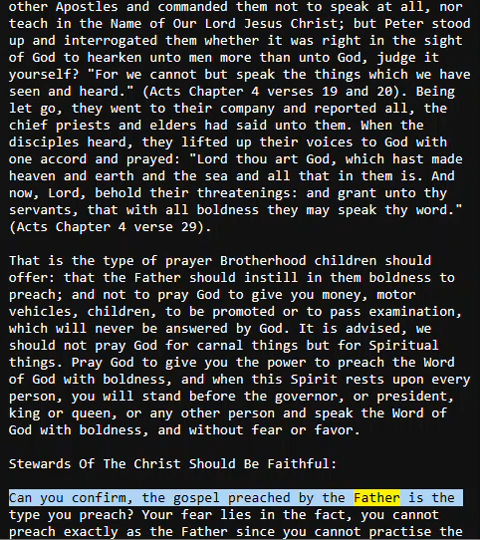 other Apostles and commanded them not to speak at all, nor
teach in the Name of Our Lord Jesus Christ; but Peter stood
up and interrogated them whether it was right in the sight
of God to hearken unto men more than unto God, judge it
yourself? "For we cannot but speak the things which we have
seen and heard." (Acts Chapter 4 verses 19 and 20). Being
let go, they went to their company and reported all, the
chief priests and elders had said unto them. When the
disciples heard, they lifted up their voices to God with
one accord and prayed: "Lord thou art God, which hast made
heaven and earth and the sea and all that in them is. And
now, Lord, behold their threatenings: and grant unto thy
servants, that with all boldness they may speak thy word."
(Acts Chapter 4 verse 29).
That is the type of prayer Brotherhood children should
offer: that the Father should instill in them boldness to
preach; and not to pray God to give you money, motor
vehicles, children, to be promoted or to pass examination,
which will never be answered by God. It is advised, we
should not pray God for carnal things but for Spiritual
things. Pray God to give you the power to preach the Word
of God with boldness, and when this Spirit rests upon every
person, you will stand before the governor, or president,
king or queen, or any other person and speak the Word of
God with boldness, and without fear or favor.
Stewards Of The Christ Should Be Faithful:
Can you confirm, the gospel preached by the Father is the
type you preach? Your fear lies in the fact, you cannot
preach exactly as the Father since you cannot practise the